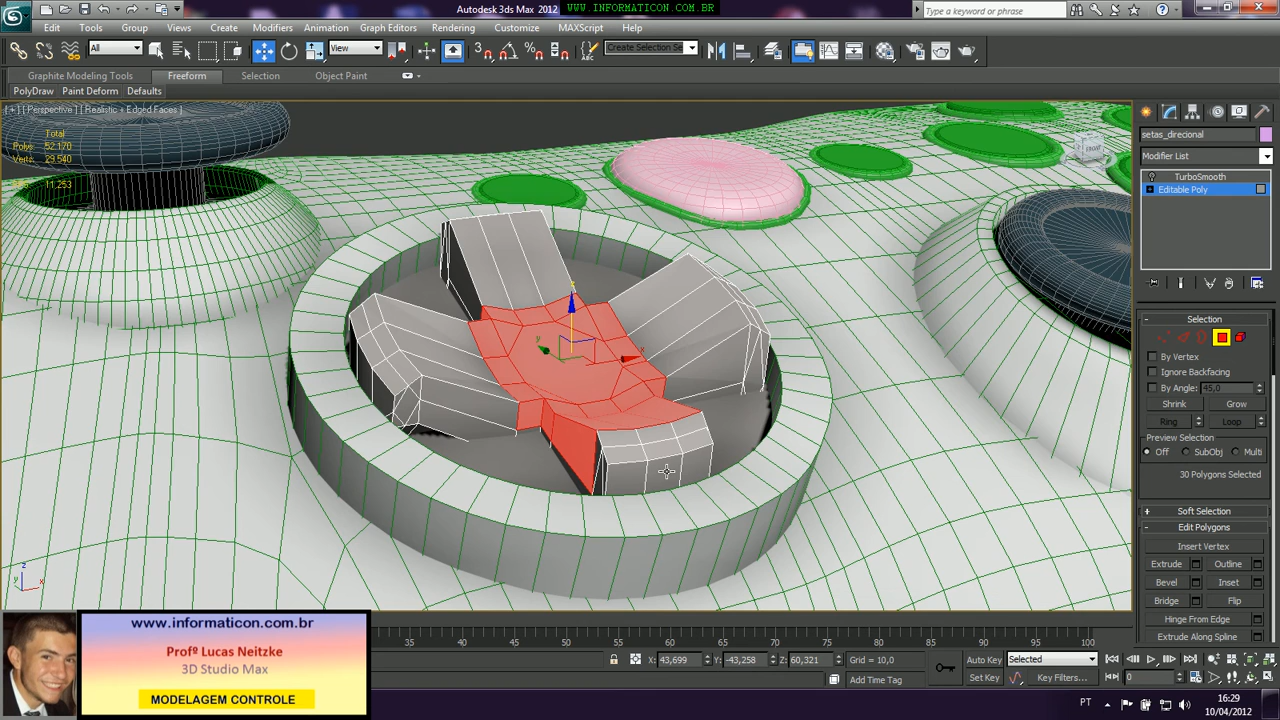 Autodesk 3ds Max 2012
WWW.INFORMATICON.COM.BR
Type a keyword or phrase
Edit Tools Group Views Create Modifiers Animation Graph Editors Rendering Customize MAXScript Help
All
View
Create Selection Se
Graphite Modeling Tools Freeform Selection Object Paint
PolyDraw Paint Deform Defaults
[ + ] [ Perspective ] [ Realistic + Edged Faces ]
Total
Polys: 52.170
Verts: 29.540
11.253
setas_direcional
Modifier List
TurboSmooth
Editable Poly
Selection
By Vertex
Ignore Backfacing
By Angle: 45,0
Shrink Grow
Ring Loop
Preview Selection
Off SubObj Multi
30 Polygons Selected
Soft Selection
Edit Polygons
Insert Vertex
Extrude Outline
Bevel Inset
Bridge Flip
Hinge From Edge
Extrude Along Spline
z
y
x
www.informaticon.com.br
Profº Lucas Neitzke
3D Studio Max
MODELAGEM CONTROLE
35 40 45 50 55 60 65 70 75 80 85 90 95 100
X: 43,699 Y: -43,258 Z: 60,321 Grid = 10,0
Add Time Tag
Auto Key Selected
Set Key Key Filters...
0
PT
16:29
10/04/2012